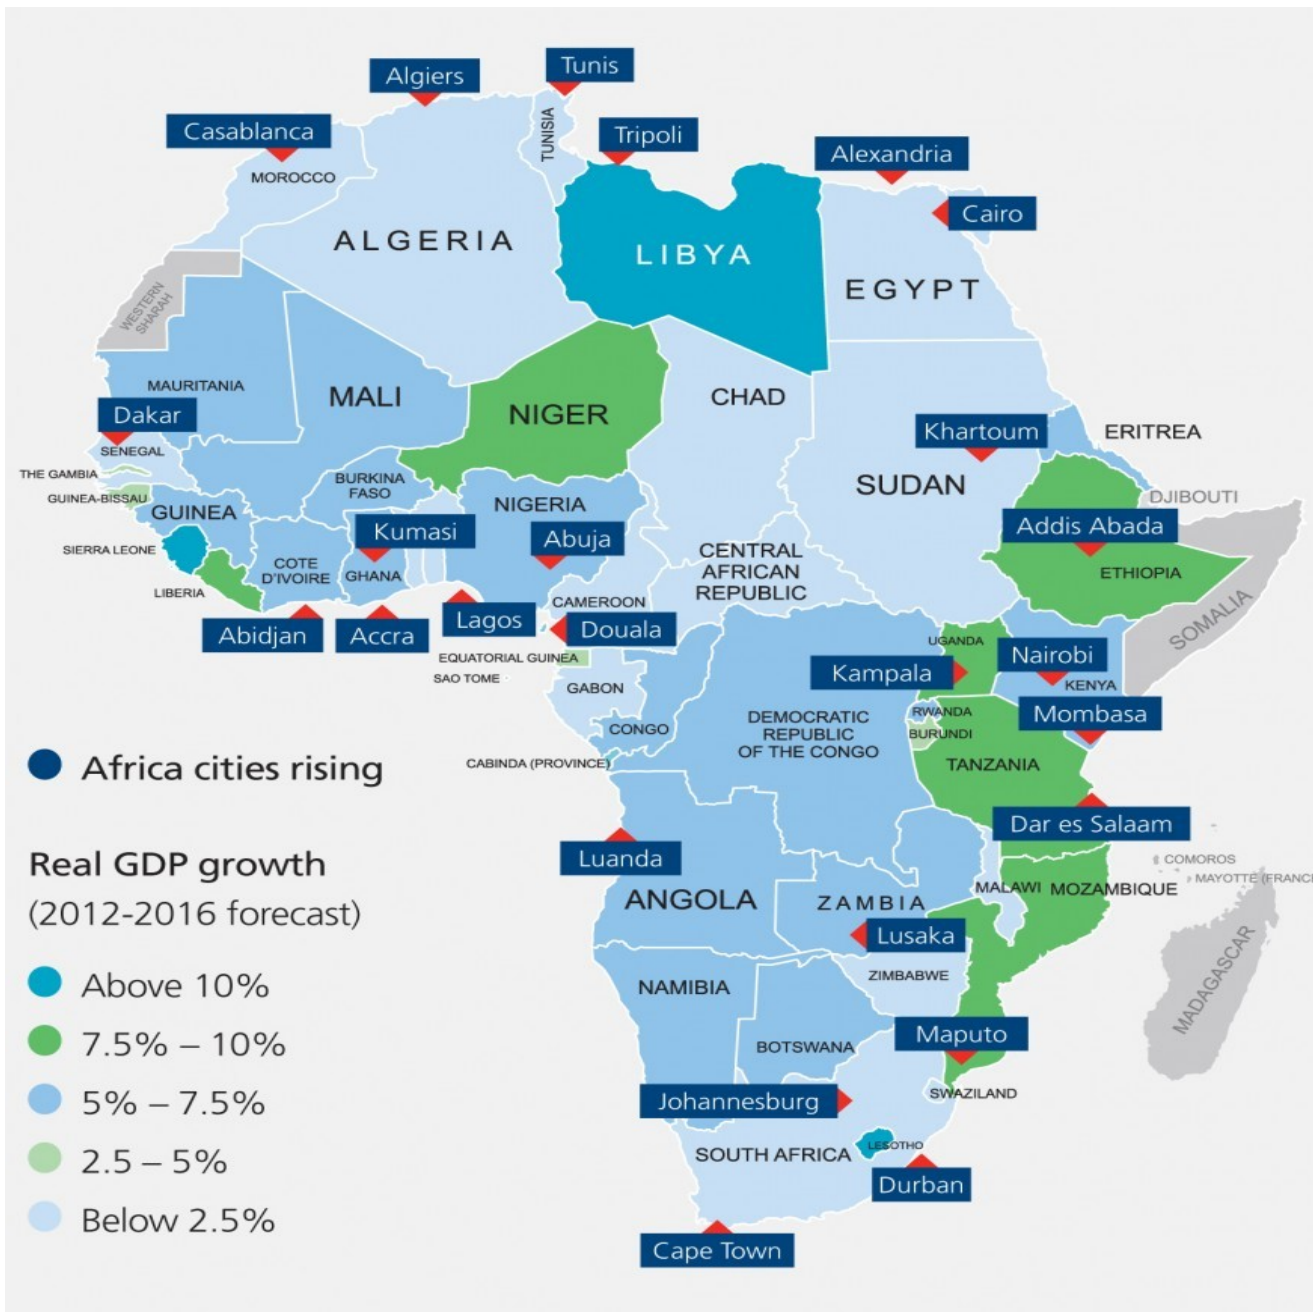 Tunis
Algiers
Casablanca
Tripoli
Alexandria
Cairo
TUNISIA
MOROCCO
ALGERIA
LIBYA
EGYPT
WESTERN
SHARAH
MAURITANIA
MALI
NIGER
CHAD
Dakar
SENEGAL
Khartoum
ERITREA
THE GAMBIA
GUINEA-BISSAU
BURKINA
FASO
NIGERIA
SUDAN
DJIBOUTI
GUINEA
Kumasi
Abuja
Addis Abada
SIERRA LEONE
COTE
D'IVOIRE
GHANA
CENTRAL
AFRICAN
REPUBLIC
ETHIOPIA
LIBERIA
CAMEROON
SOMALIA
Abidjan
Accra
Lagos
Douala
UGANDA
Nairobi
EQUATORIAL GUINEA
SAO TOME
GABON
Kampala
KENYA
RWANDA
Mombasa
CONGO
DEMOCRATIC
REPUBLIC
OF THE CONGO
BURUNDI
CABINDA (PROVINCE)
TANZANIA
Africa cities rising
Dar es Salaam
Luanda
COMOROS
MAYOTTE (FRANC
Real GDP growth
(2012-2016 forecast)
ANGOLA
ZAMBIA
MALAWI
MOZAMBIQUE
Lusaka
ZIMBABWE
MADAGASCAR
NAMIBIA
Above 10%
7.5% – 10%
5% – 7.5%
2.5 – 5%
Below 2.5%
BOTSWANA
Maputo
SWAZILAND
Johannesburg
SOUTH AFRICA
LESOTHO
Durban
Cape Town